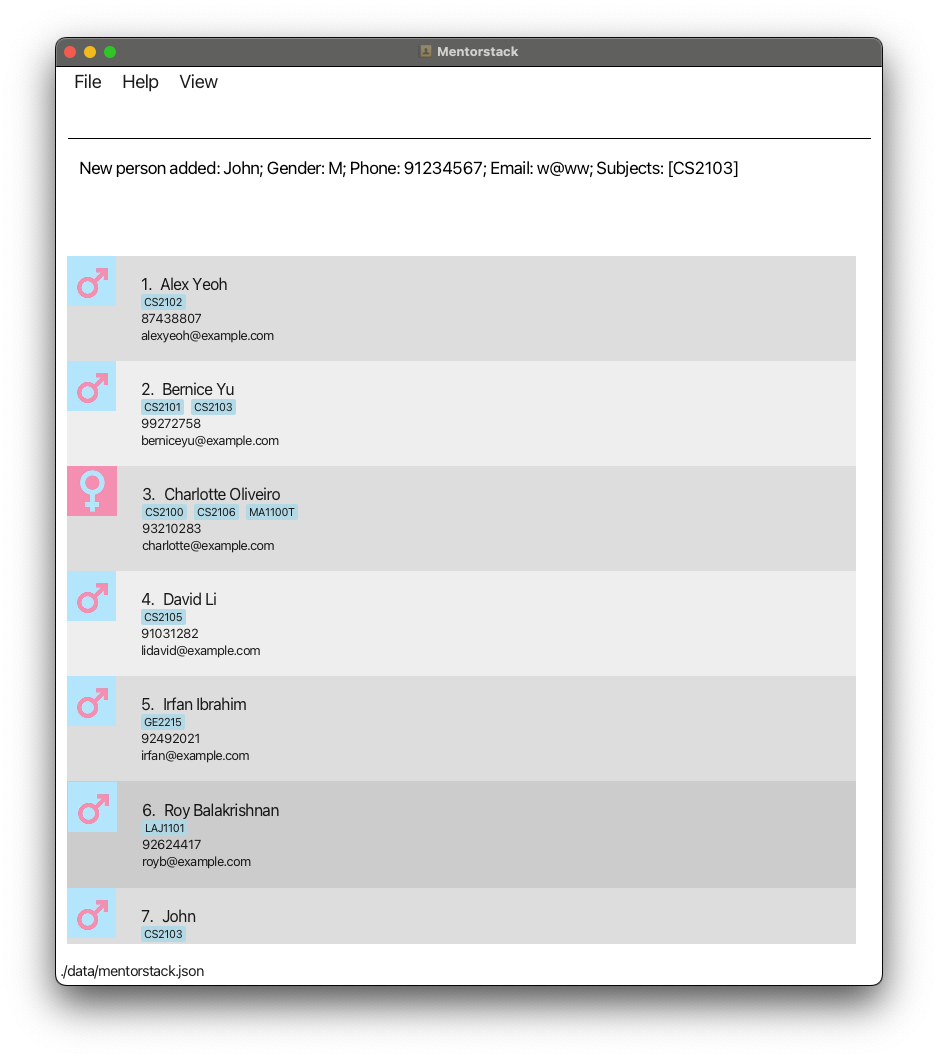 Mentorstack
File Help View
New person added: John; Gender: M; Phone: 91234567; Email: w@ww; Subjects: [CS2103]
1. Alex Yeoh
CS2102
87438807
alexyeoh@example.com
2. Bernice Yu
CS2101 CS2103
99272758
berniceyu@example.com
3. Charlotte Oliveiro
CS2100 CS2106 MA1100T
93210283
charlotte@example.com
4. David Li
CS2105
91031282
lidavid@example.com
5. Irfan Ibrahim
GE2215
92492021
irfan@example.com
6. Roy Balakrishnan
LAJ1101
92624417
royb@example.com
7. John
CS2103
./data/mentorstack.json